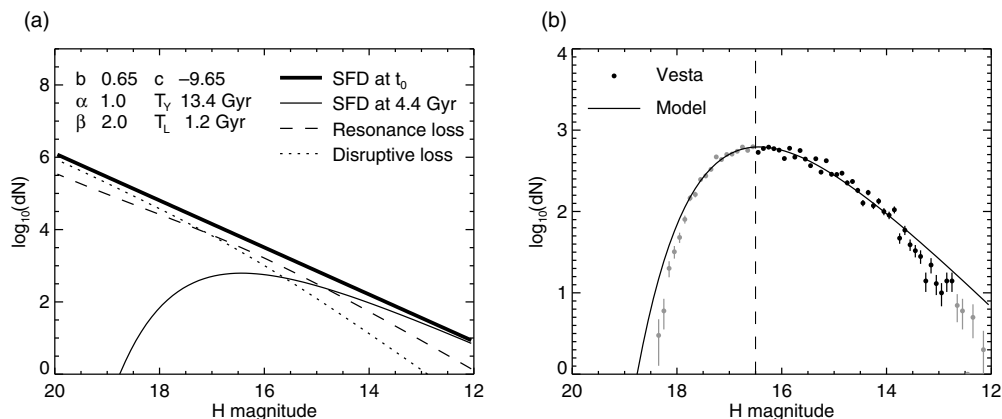 (a)
8
6
4
2
0
log₁₀(dN)
b 0.65 c −9.65
α 1.0 T_Y 13.4 Gyr
β 2.0 T_L 1.2 Gyr
SFD at t₀
SFD at 4.4 Gyr
Resonance loss
Disruptive loss
20 18 16 14 12
H magnitude
(b)
4
3
2
1
0
log₁₀(dN)
Vesta
Model
20 18 16 14 12
H magnitude